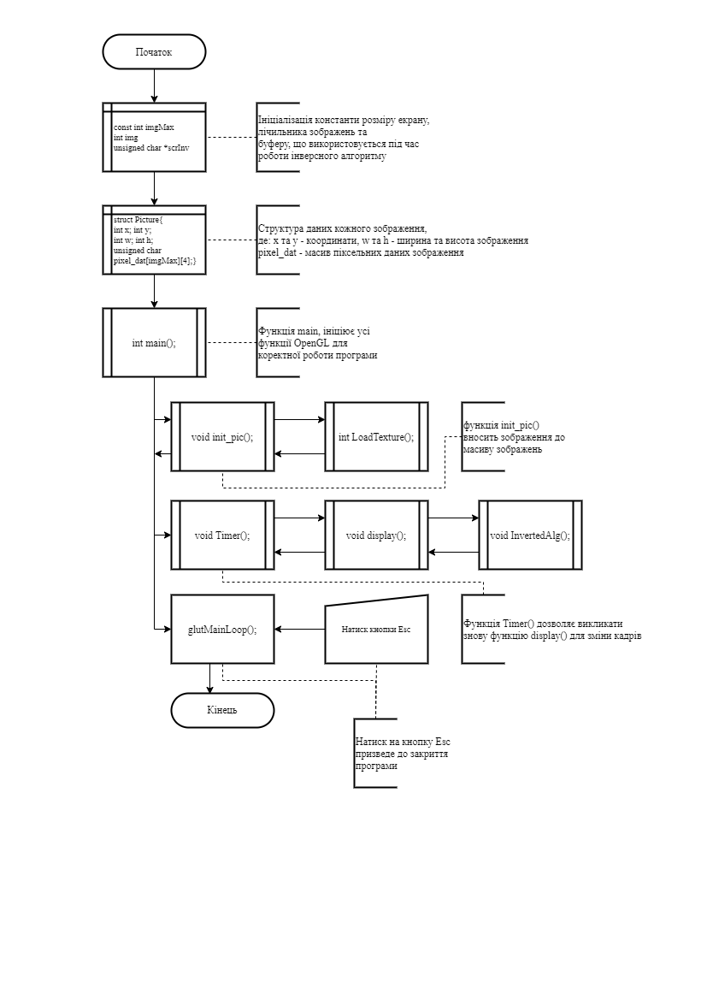 Початок
const int imgMax
int img
unsigned char *scrInv
Ініціалізація константи розміру екрану,
лічильника зображень та
буферу, що використовується під час
роботи інверсного алгоритму
struct Picture{
int x; int y;
int w; int h;
unsigned char
pixel_dat[imgMax][4];}
Структура даних кожного зображення,
де: x та y - координати, w та h - ширина та висота зображення
pixel_dat - масив піксельних даних зображення
int main();
Функція main, ініціює усі
функції OpenGL для
коректної роботи програми
void init_pic();
int LoadTexture();
функція init_pic()
вносить зображення до
масиву зображень
void Timer();
void display();
void InvertedAlg();
glutMainLoop();
Натиск кнопки Esc
Функція Timer() дозволяє викликати
знову функцію display() для зміни кадрів
Кінець
Натиск на кнопку Esc
призведе до закриття
програми